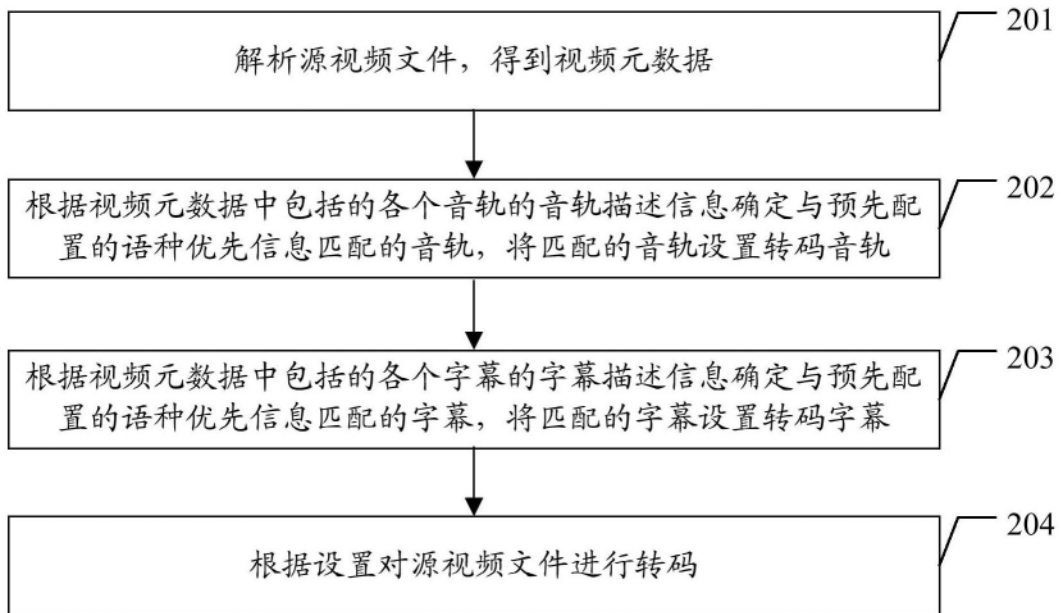 201
解析源视频文件，得到视频元数据
202
根据视频元数据中包括的各个音轨的音轨描述信息确定与预先配
置的语种优先信息匹配的音轨，将匹配的音轨设置转码音轨
203
根据视频元数据中包括的各个字幕的字幕描述信息确定与预先配
置的语种优先信息匹配的字幕，将匹配的字幕设置转码字幕
204
根据设置对源视频文件进行转码